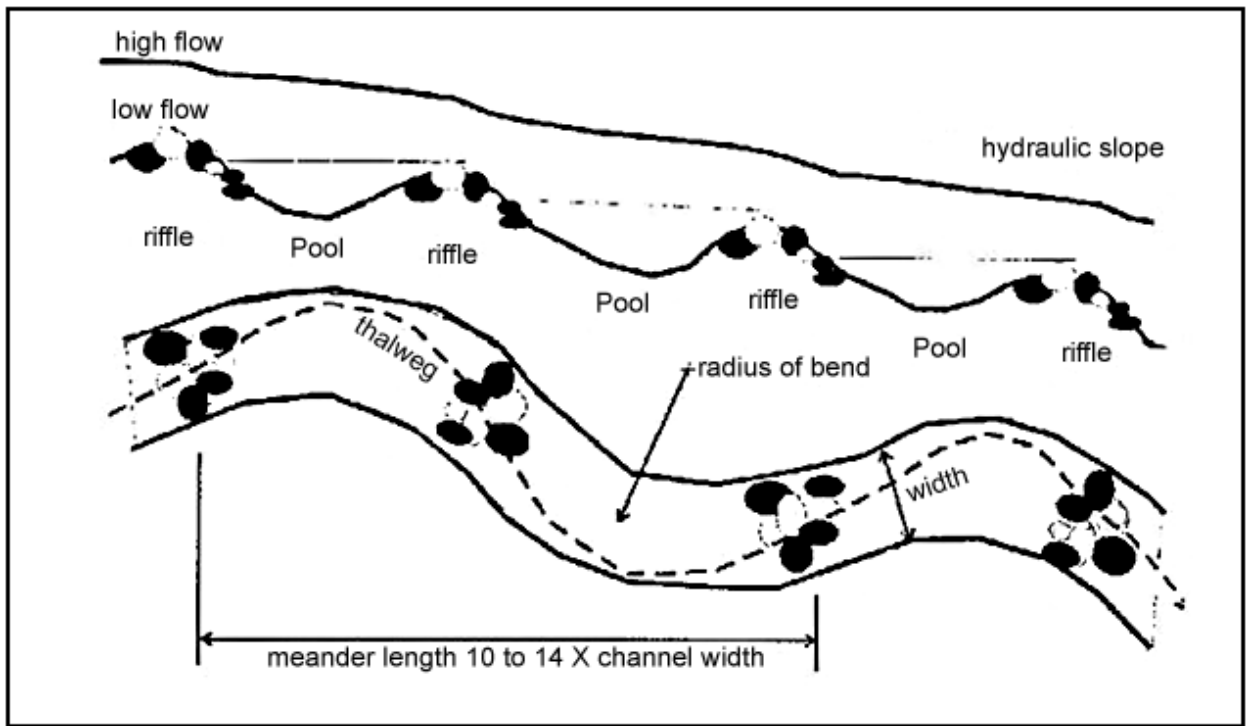 high flow
low flow
hydraulic slope
riffle
Pool
riffle
Pool
riffle
Pool
riffle
thalweg
radius of bend
width
meander length 10 to 14 X channel width